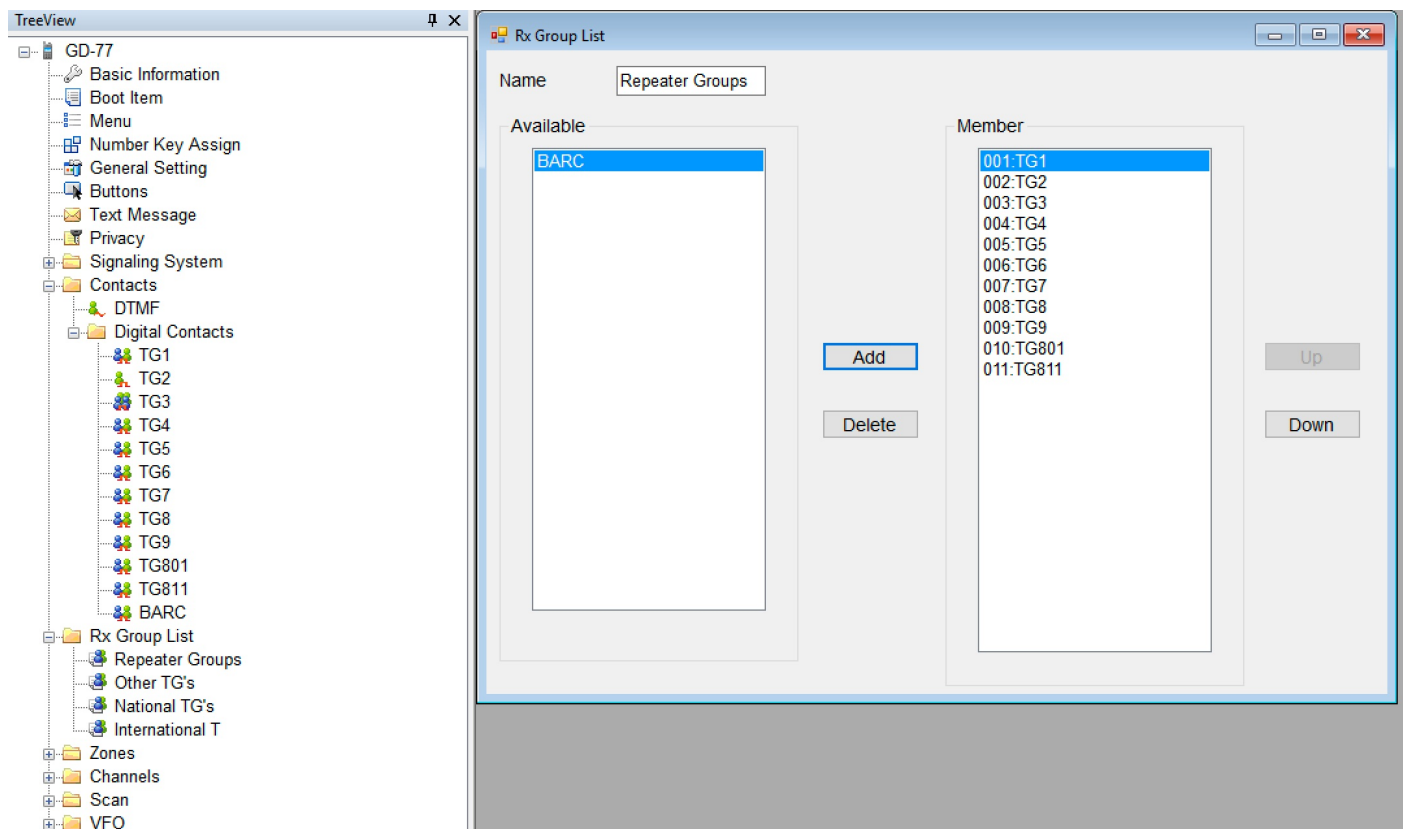 TreeView
GD-77
Basic Information
Boot Item
Menu
Number Key Assign
General Setting
Buttons
Text Message
Privacy
Signaling System
Contacts
DTMF
Digital Contacts
TG1
TG2
TG3
TG4
TG5
TG6
TG7
TG8
TG9
TG801
TG811
BARC
Rx Group List
Repeater Groups
Other TG's
National TG's
International T
Zones
Channels
Scan
VFO
Rx Group List
Name Repeater Groups
Available
BARC
Add
Delete
Member
001:TG1
002:TG2
003:TG3
004:TG4
005:TG5
006:TG6
007:TG7
008:TG8
009:TG9
010:TG801
011:TG811
Up
Down